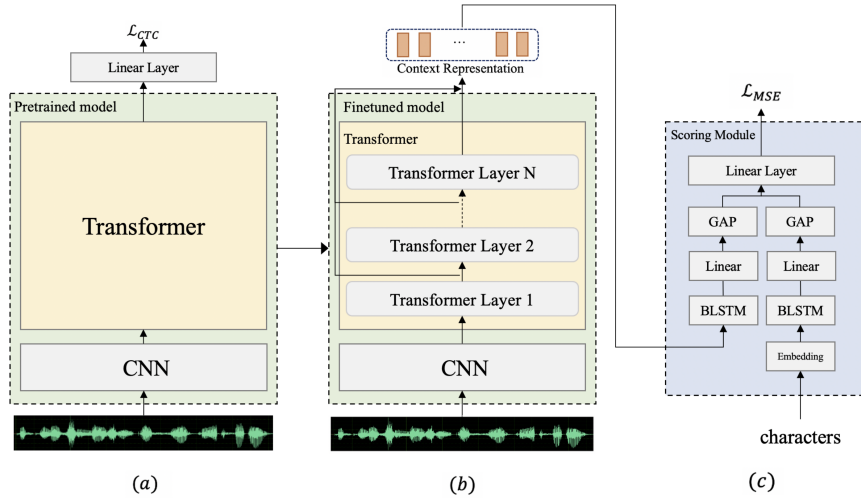 ℒ_CTC
Linear Layer
Pretrained model
Transformer
CNN
(a)
...
Context Representation
Finetuned model
Transformer
Transformer Layer N
Transformer Layer 2
Transformer Layer 1
CNN
(b)
ℒ_MSE
Scoring Module
Linear Layer
GAP GAP
Linear Linear
BLSTM BLSTM
Embedding
characters
(c)